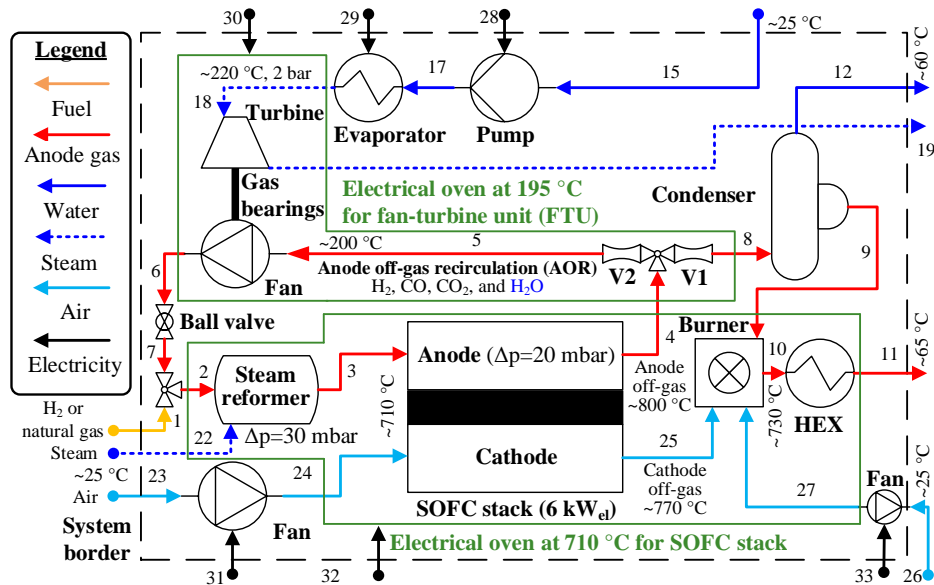 30
29
28
~25 °C
Legend
Fuel
Anode gas
Water
Steam
Air
Electricity
~220 °C, 2 bar
17
15
12
~60 °C
18
Turbine
Evaporator
Pump
19
Gas
bearings
Electrical oven at 195 °C
for fan-turbine unit (FTU)
Condenser
~200 °C
5
8
9
6
Anode off-gas recirculation (AOR)
H₂, CO, CO₂, and H₂O
V2
V1
Fan
Ball valve
7
4
Burner
2
Steam
reformer
3
Anode (Δp=20 mbar)
10
11
~65 °C
Anode
off-gas
~800 °C
~730 °C
HEX
H₂ or
natural gas
1
22
Steam
Δp=30 mbar
~710 °C
Cathode
25
Cathode
off-gas
~770 °C
~25 °C
23
Air
24
27
Fan
~25 °C
SOFC stack (6 kWel)
System
border
Fan
Electrical oven at 710 °C for SOFC stack
31
32
33
26